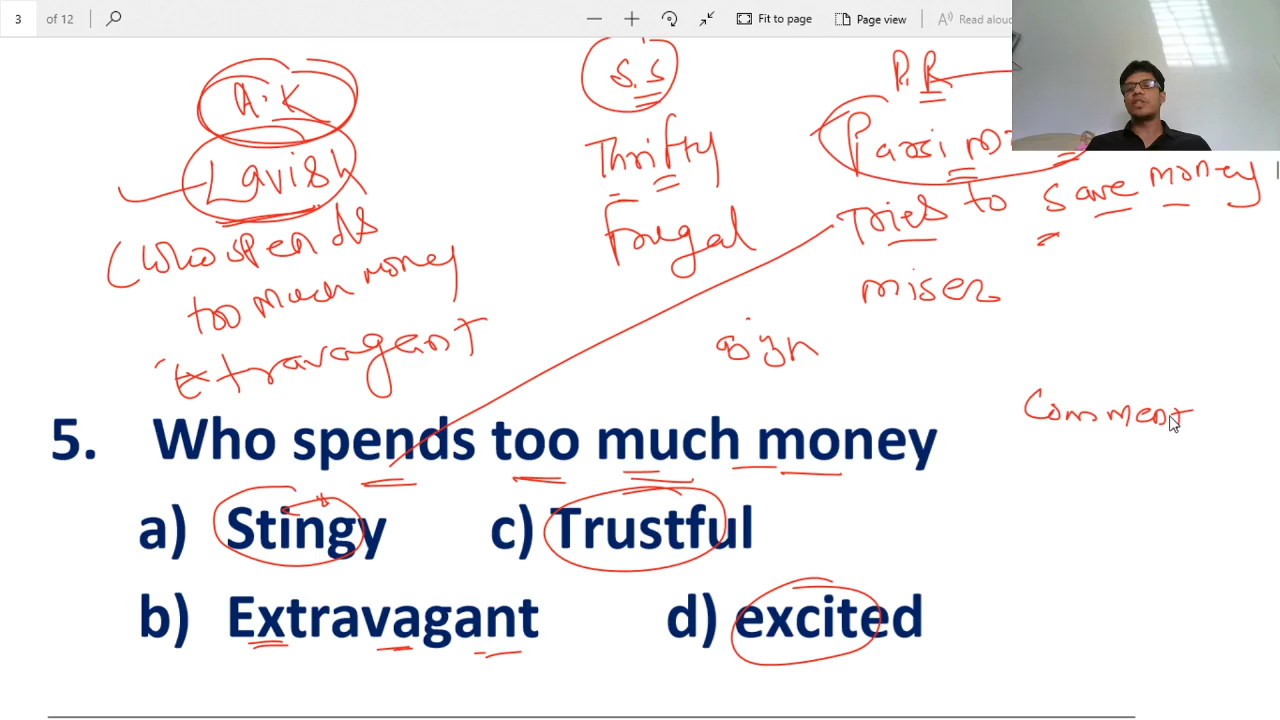 3 of 12
Fit to page
Page view
Read aloud
A.K
S.S
P.R
Lavish
Thrifty
Frugal
Tries to save money
miser
(Who spends
too much money
Extravagant
Comment
5. Who spends too much money
a) Stingy c) Trustful
b) Extravagant d) excited